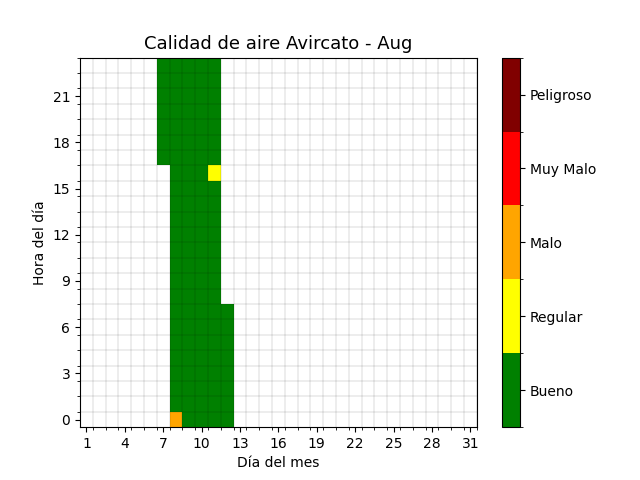 Calidad de aire Avircato - Aug
Hora del día
21
18
15
12
9
6
3
0
1 4 7 10 13 16 19 22 25 28 31
Día del mes
Peligroso
Muy Malo
Malo
Regular
Bueno